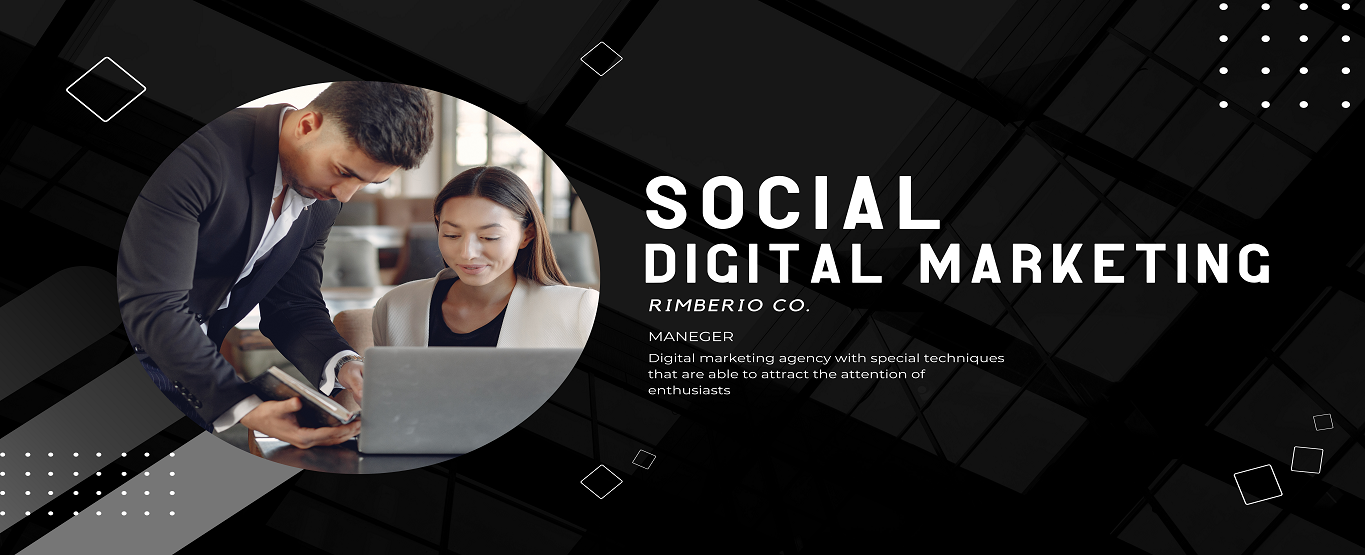 SOCIAL
DIGITAL MARKETING
RIMBERIO CO.
MANEGER
Digital marketing agency with special techniques
that are able to attract the attention of
enthusiasts